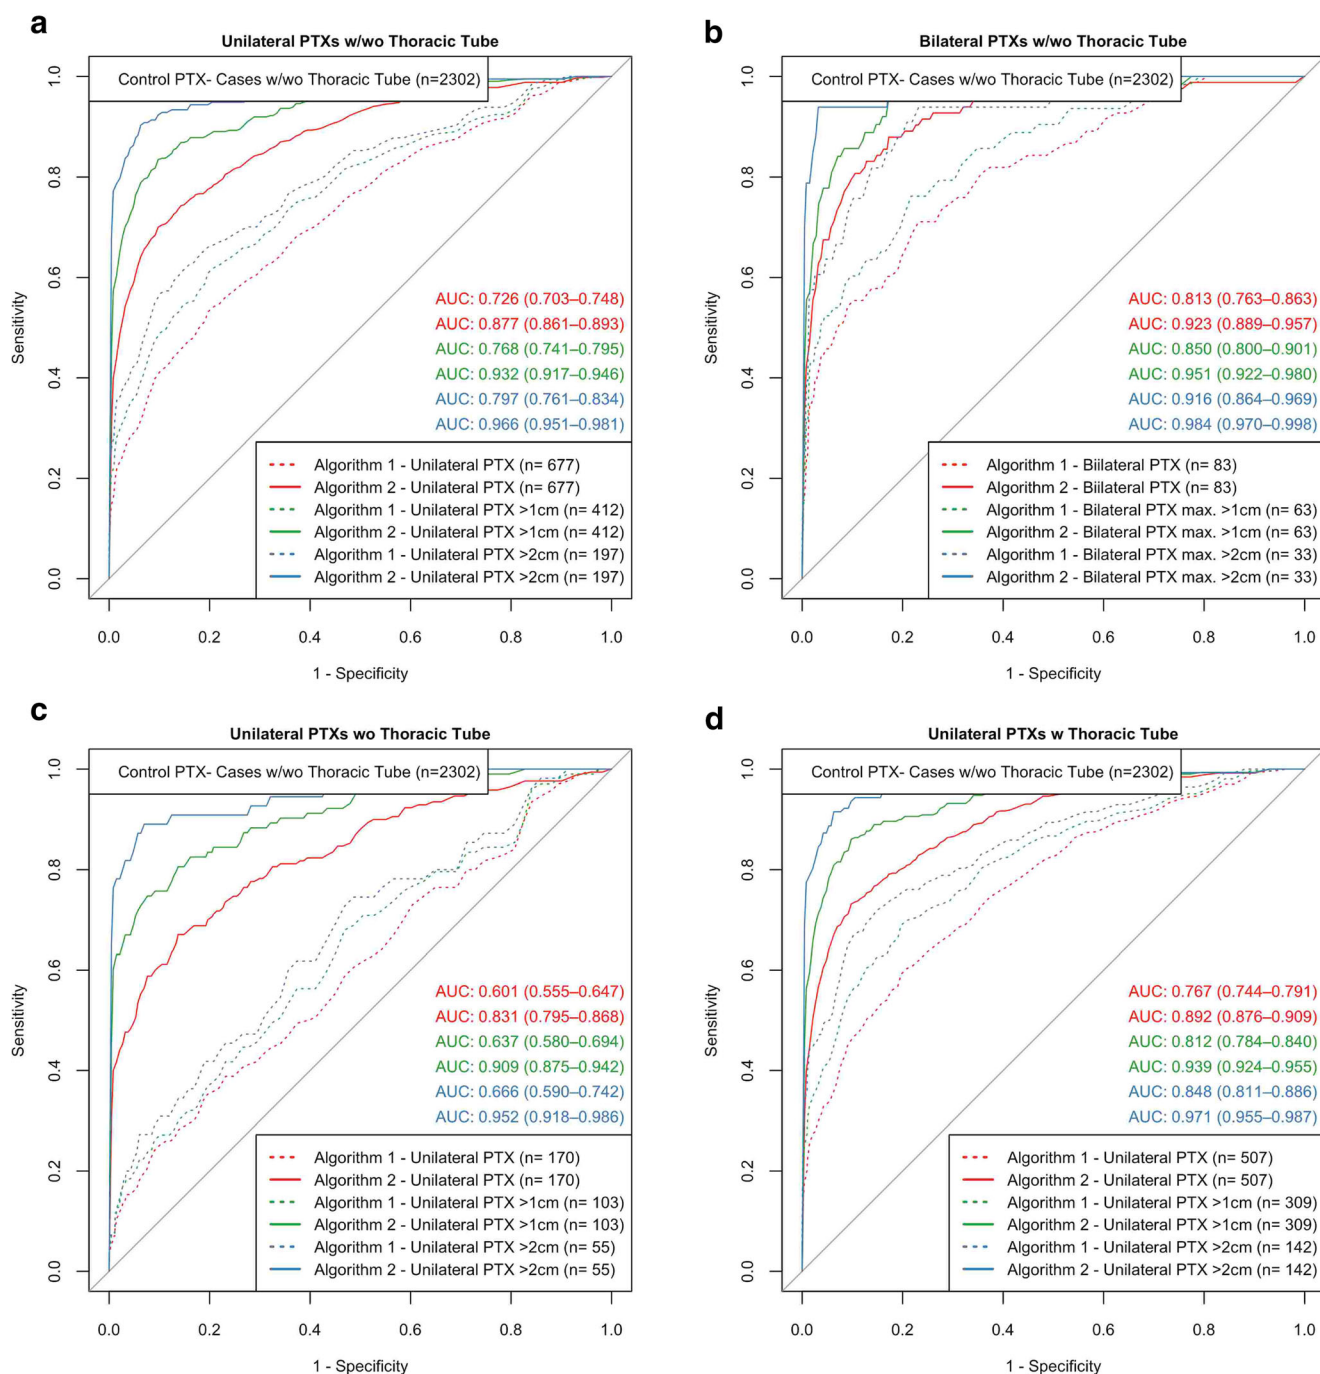 a
Unilateral PTXs w/wo Thoracic Tube
Control PTX- Cases w/wo Thoracic Tube (n=2302)
Sensitivity
0.0
0.2
0.4
0.6
0.8
1.0
AUC: 0.726 (0.703–0.748)
AUC: 0.877 (0.861–0.893)
AUC: 0.768 (0.741–0.795)
AUC: 0.932 (0.917–0.946)
AUC: 0.797 (0.761–0.834)
AUC: 0.966 (0.951–0.981)
Algorithm 1 - Unilateral PTX (n= 677)
Algorithm 2 - Unilateral PTX (n= 677)
Algorithm 1 - Unilateral PTX >1cm (n= 412)
Algorithm 2 - Unilateral PTX >1cm (n= 412)
Algorithm 1 - Unilateral PTX >2cm (n= 197)
Algorithm 2 - Unilateral PTX >2cm (n= 197)
0.0 0.2 0.4 0.6 0.8 1.0
1 - Specificity
b
Bilateral PTXs w/wo Thoracic Tube
Control PTX- Cases w/wo Thoracic Tube (n=2302)
Sensitivity
0.0
0.2
0.4
0.6
0.8
1.0
AUC: 0.813 (0.763–0.863)
AUC: 0.923 (0.889–0.957)
AUC: 0.850 (0.800–0.901)
AUC: 0.951 (0.922–0.980)
AUC: 0.916 (0.864–0.969)
AUC: 0.984 (0.970–0.998)
Algorithm 1 - Biilateral PTX (n= 83)
Algorithm 2 - Biilateral PTX (n= 83)
Algorithm 1 - Bilateral PTX max. >1cm (n= 63)
Algorithm 2 - Bilateral PTX max. >1cm (n= 63)
Algorithm 1 - Bilateral PTX max. >2cm (n= 33)
Algorithm 2 - Bilateral PTX max. >2cm (n= 33)
0.0 0.2 0.4 0.6 0.8 1.0
1 - Specificity
c
Unilateral PTXs wo Thoracic Tube
Control PTX- Cases w/wo Thoracic Tube (n=2302)
Sensitivity
0.0
0.2
0.4
0.6
0.8
1.0
AUC: 0.601 (0.555–0.647)
AUC: 0.831 (0.795–0.868)
AUC: 0.637 (0.580–0.694)
AUC: 0.909 (0.875–0.942)
AUC: 0.666 (0.590–0.742)
AUC: 0.952 (0.918–0.986)
Algorithm 1 - Unilateral PTX (n= 170)
Algorithm 2 - Unilateral PTX (n= 170)
Algorithm 1 - Unilateral PTX >1cm (n= 103)
Algorithm 2 - Unilateral PTX >1cm (n= 103)
Algorithm 1 - Unilateral PTX >2cm (n= 55)
Algorithm 2 - Unilateral PTX >2cm (n= 55)
0.0 0.2 0.4 0.6 0.8 1.0
1 - Specificity
d
Unilateral PTXs w Thoracic Tube
Control PTX- Cases w/wo Thoracic Tube (n=2302)
Sensitivity
0.0
0.2
0.4
0.6
0.8
1.0
AUC: 0.767 (0.744–0.791)
AUC: 0.892 (0.876–0.909)
AUC: 0.812 (0.784–0.840)
AUC: 0.939 (0.924–0.955)
AUC: 0.848 (0.811–0.886)
AUC: 0.971 (0.955–0.987)
Algorithm 1 - Unilateral PTX (n= 507)
Algorithm 2 - Unilateral PTX (n= 507)
Algorithm 1 - Unilateral PTX >1cm (n= 309)
Algorithm 2 - Unilateral PTX >1cm (n= 309)
Algorithm 1 - Unilateral PTX >2cm (n= 142)
Algorithm 2 - Unilateral PTX >2cm (n= 142)
0.0 0.2 0.4 0.6 0.8 1.0
1 - Specificity